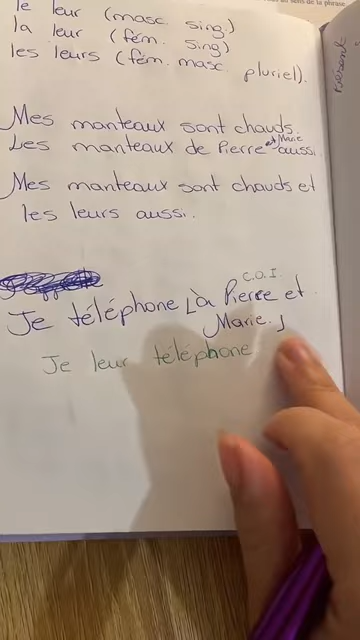 le leur (masc. sing.)
la leur (fém. sing)
les leurs (fém. masc. pluriel).
Mes manteaux sont chauds.
Les manteaux de Pierre et Marie aussi.
Mes manteaux sont chauds et
les leurs aussi.
C.O.I.
Je téléphone [à Pierre et
Marie.]
Je leur téléphone